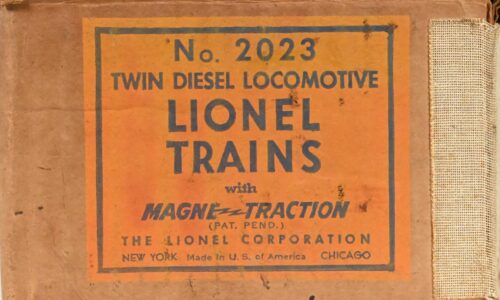 No. 2023
TWIN DIESEL LOCOMOTIVE
LIONEL
TRAINS
with
MAGNE TRACTION
(PAT. PEND.)
THE LIONEL CORPORATION
NEW YORK Made in U.S. of America CHICAGO